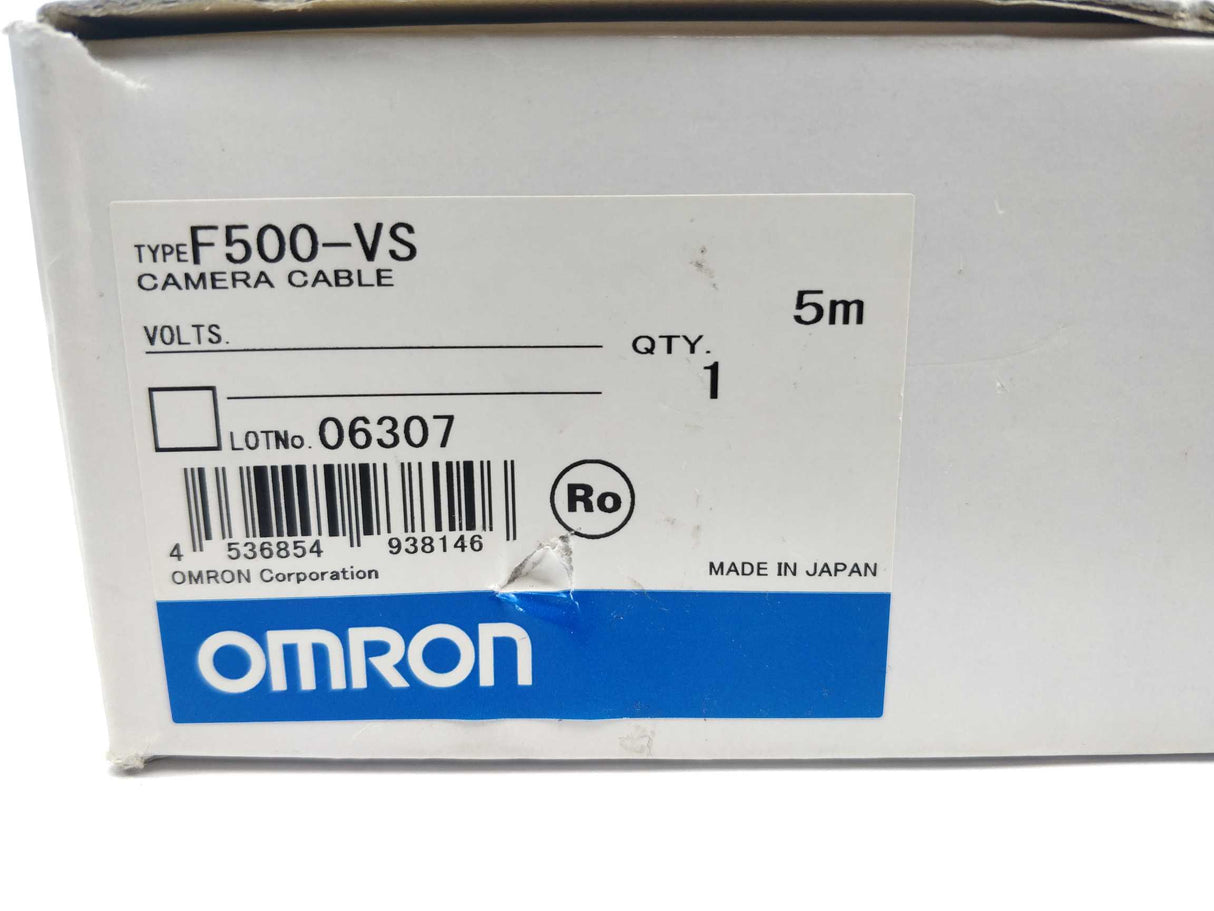 TYPE F500-VS
CAMERA CABLE
5m
VOLTS.
QTY.
1
LOTNo. 06307
Ro
4 536854 938146
OMRON Corporation
MADE IN JAPAN
OMRON